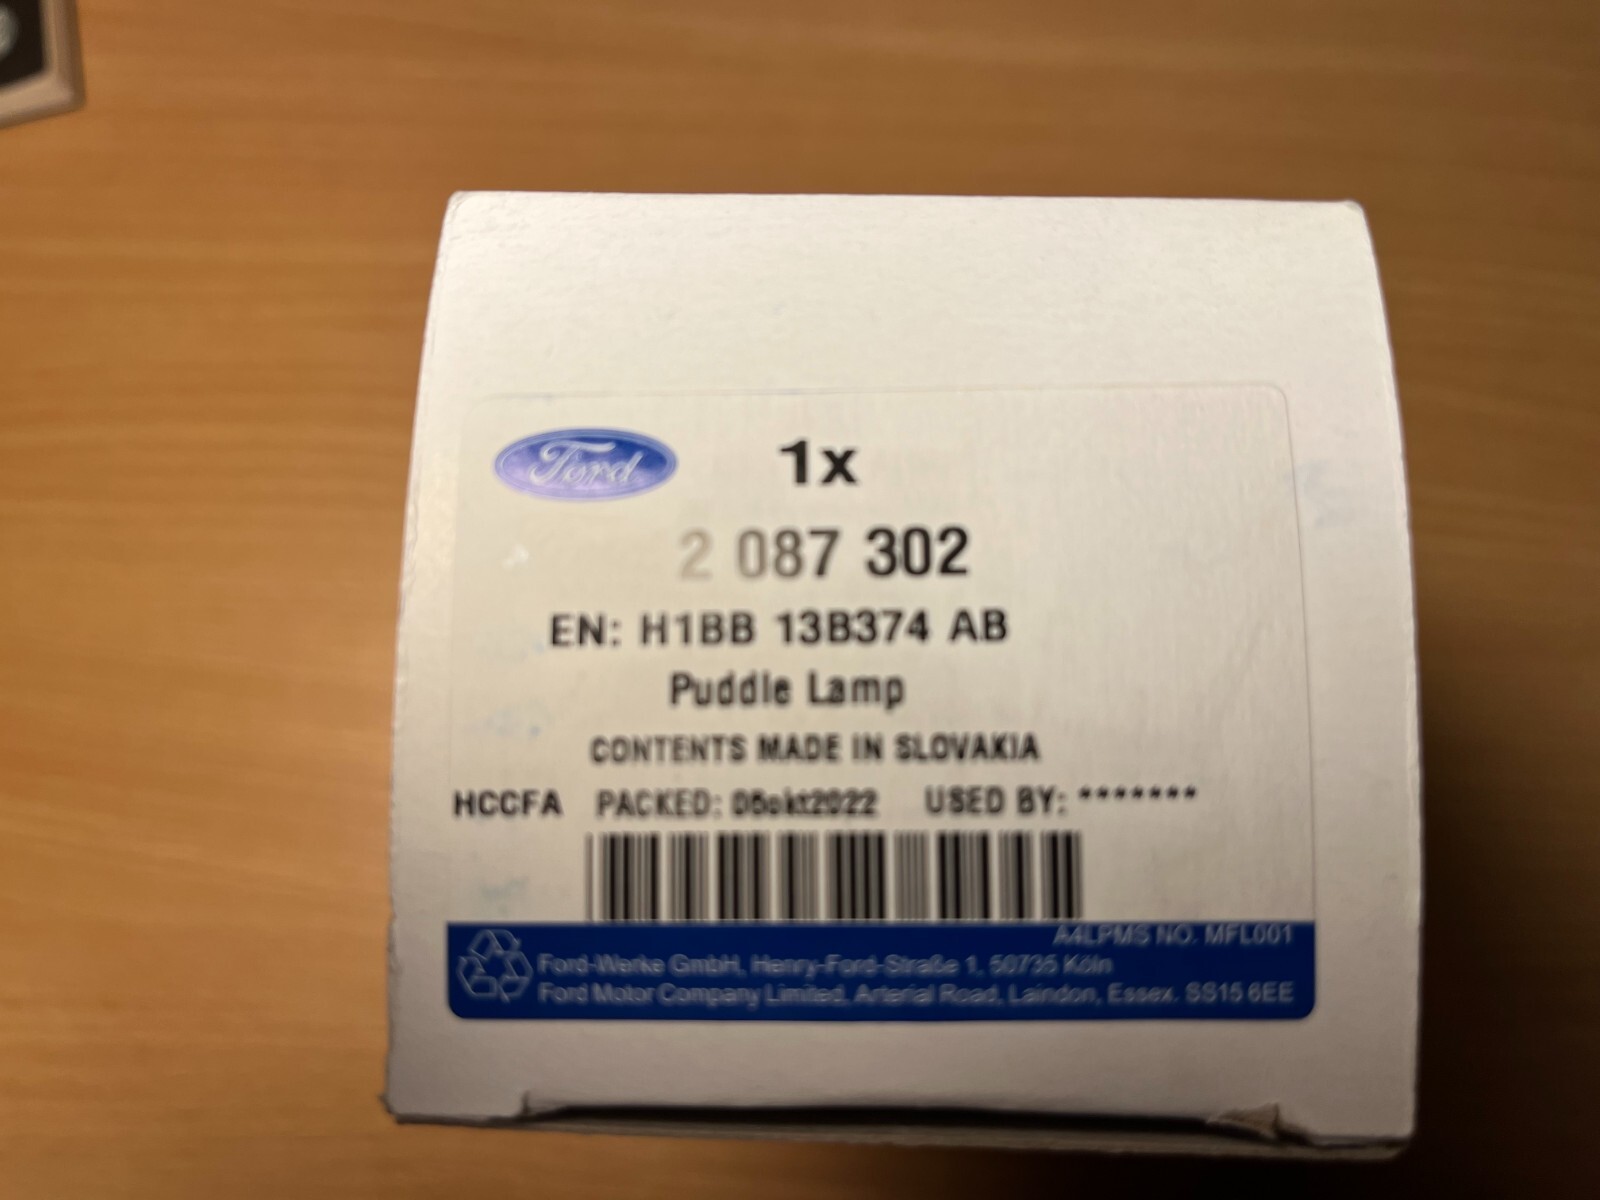 Ford 1x
2 087 302
EN: H1BB 13B374 AB
Puddle Lamp
CONTENTS MADE IN SLOVAKIA
HCCFA PACKED: 06okt2022 USED BY: *******
A4LPMS NO. MFL001
Ford-Werke GmbH, Henry-Ford-Straße 1, 50735 Köln
Ford Motor Company Limited, Arterial Road, Laindon, Essex. SS15 6EE